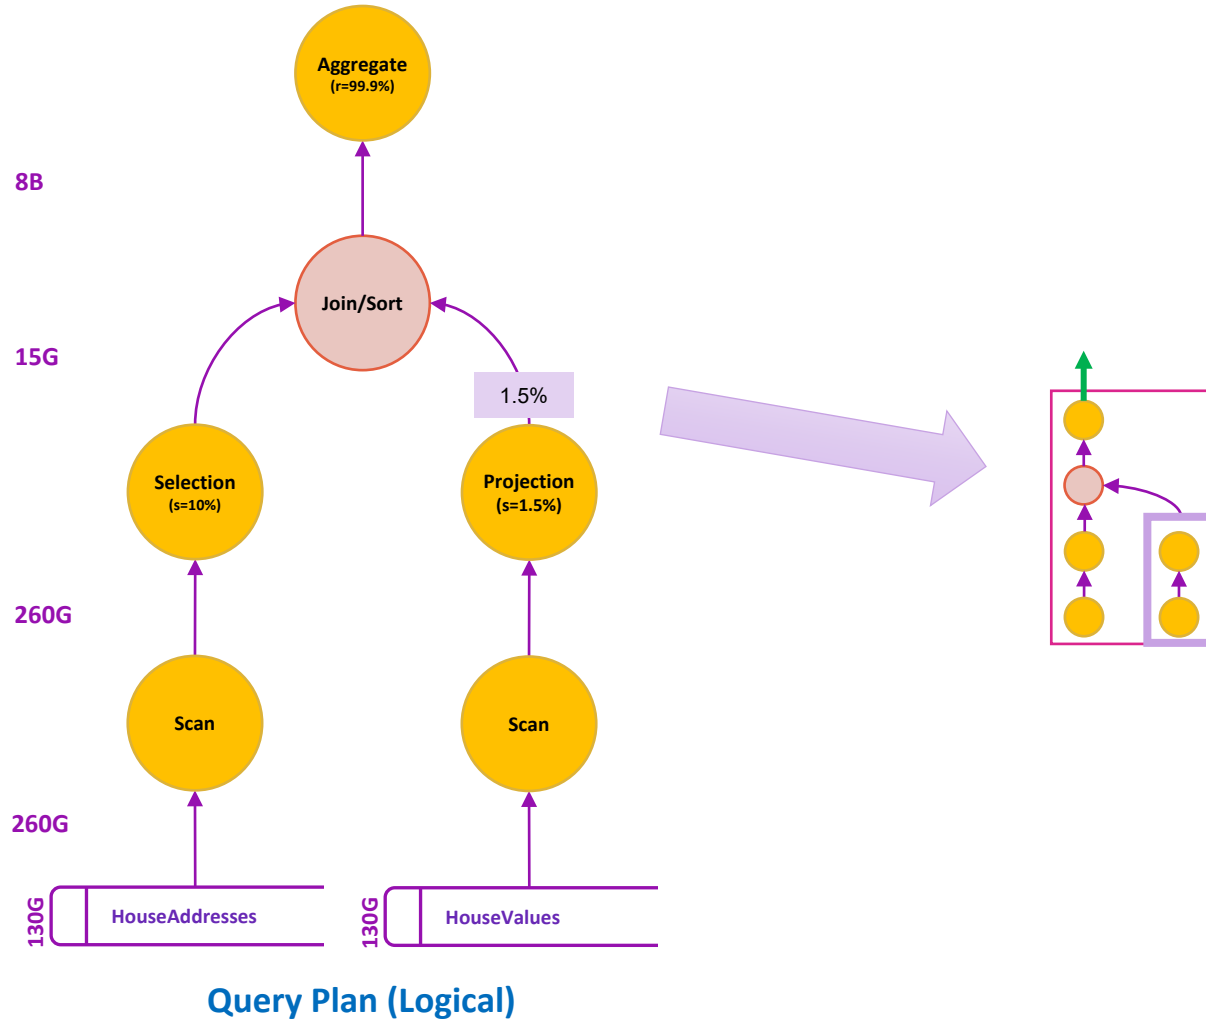 Aggregate
(r=99.9%)
8B
Join/Sort
15G
1.5%
Selection
(s=10%)
Projection
(s=1.5%)
260G
Scan
Scan
260G
130G
HouseAddresses
130G
HouseValues
Query Plan (Logical)